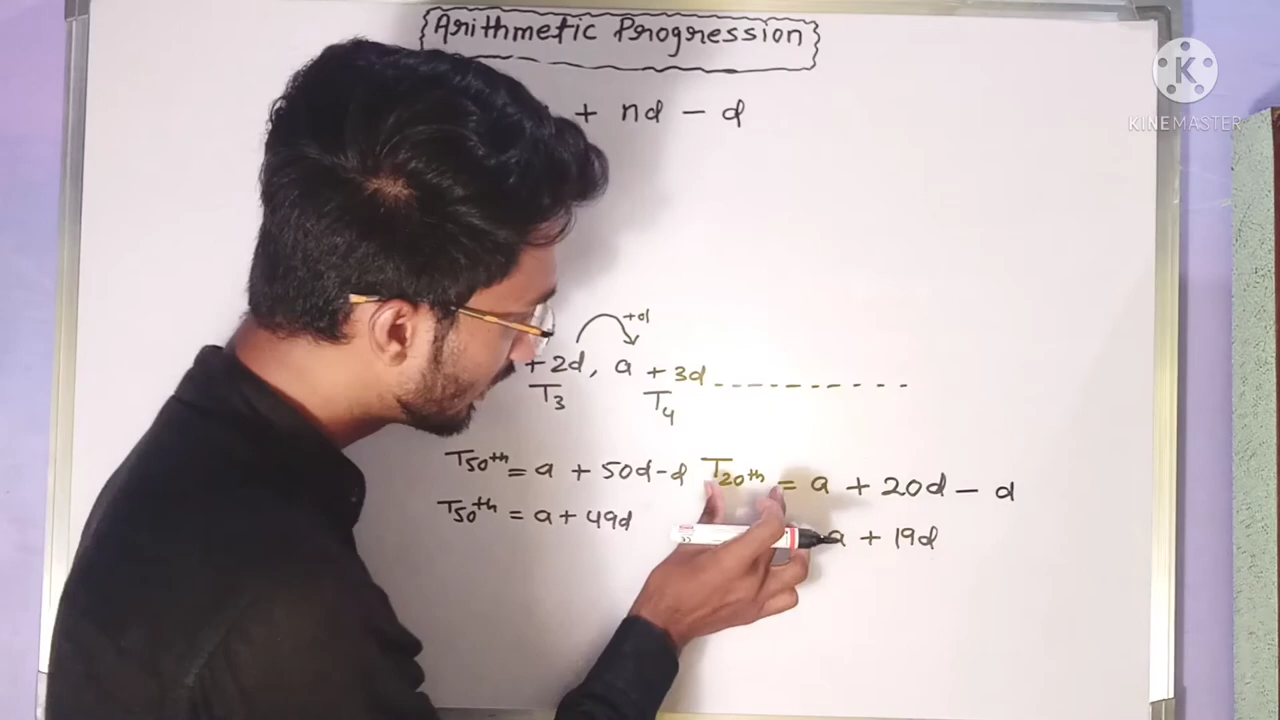 Arithmetic Progression
+ nd - d
K
KINEMASTER
+d
+ 2d, a + 3d ----------
T3 T4
T50th = a + 50d-d T20th = a + 20d - d
T50th = a + 49d a + 19d